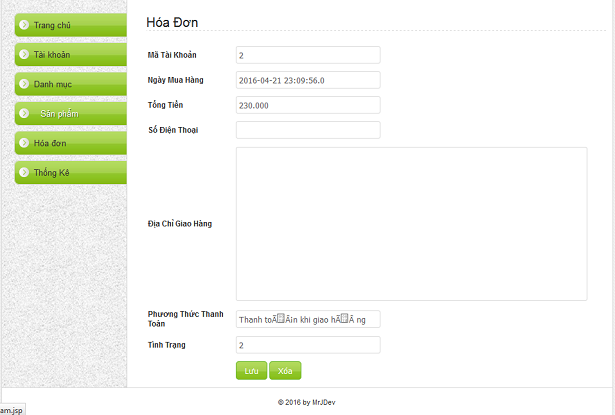 Trang chủ
Tài khoản
Danh mục
Sản phẩm
Hóa đơn
Thống Kê
Hóa Đơn
Mã Tài Khoản
2
Ngày Mua Hàng
2016-04-21 23:09:56.0
Tổng Tiền
230.000
Số Điện Thoại
Địa Chỉ Giao Hàng
Phương Thức Thanh
Toán
Thanh toÃ¡n khi giao hÃ ng
Tình Trạng
2
Lưu Xóa
© 2016 by MrJDev
am.jsp